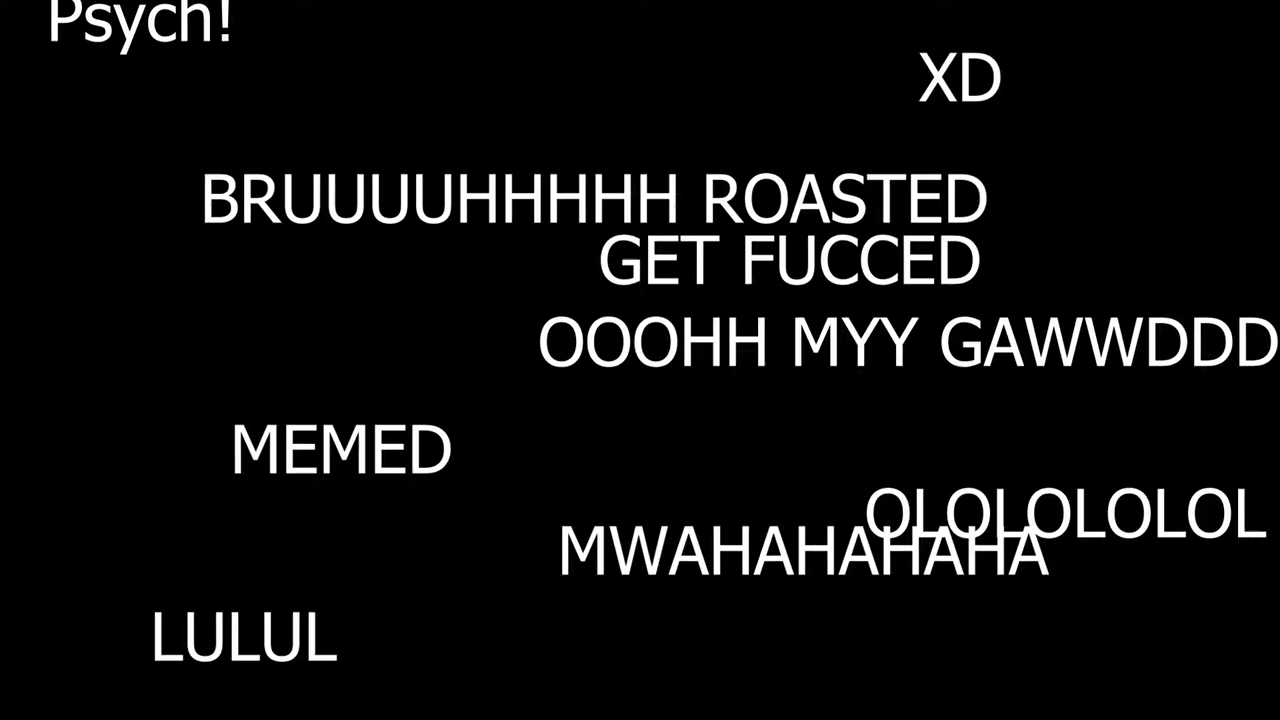 Psych!
XD
BRUUUUHHHHH ROASTED
GET FUCCED
OOOHH MYY GAWWDDD
MEMED
OLOLOLOLOL
MWAHAHAHAHA
LULUL